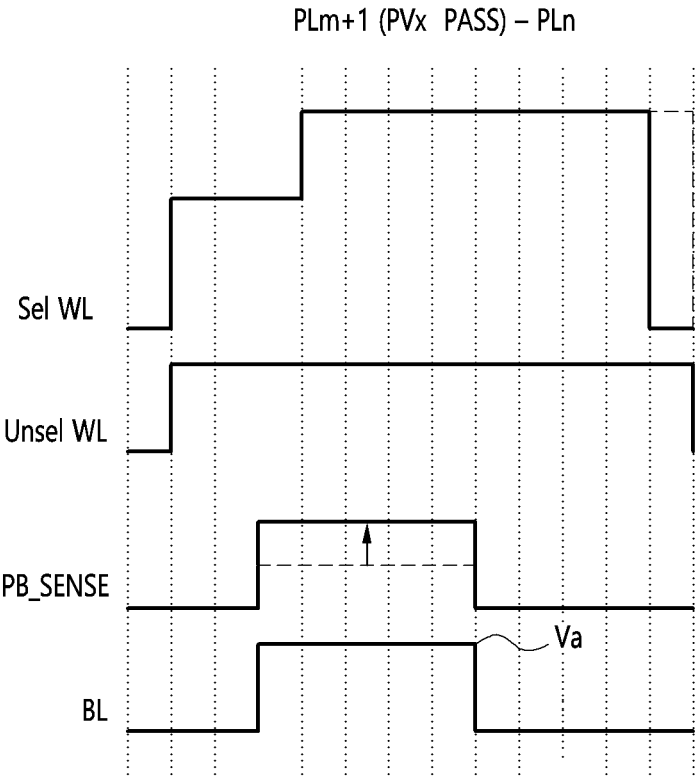 PLm+1 (PVx PASS) – PLn
Sel WL
Unsel WL
PB_SENSE
Va
BL